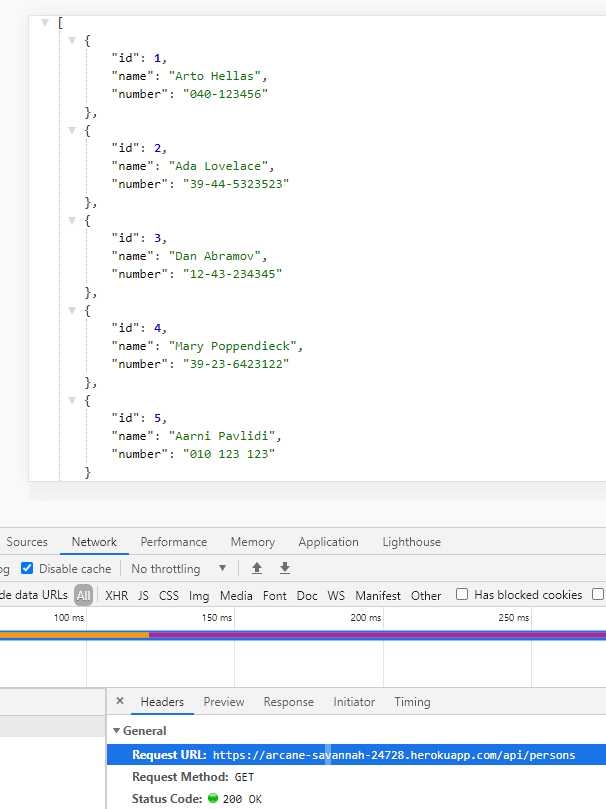 [
{
"id": 1,
"name": "Arto Hellas",
"number": "040-123456"
},
{
"id": 2,
"name": "Ada Lovelace",
"number": "39-44-5323523"
},
{
"id": 3,
"name": "Dan Abramov",
"number": "12-43-234345"
},
{
"id": 4,
"name": "Mary Poppendieck",
"number": "39-23-6423122"
},
{
"id": 5,
"name": "Aarni Pavlidi",
"number": "010 123 123"
}
Sources Network Performance Memory Application Lighthouse
og Disable cache No throttling
de data URLs All XHR JS CSS Img Media Font Doc WS Manifest Other Has blocked cookies
100 ms 150 ms 200 ms 250 ms
× Headers Preview Response Initiator Timing
General
Request URL: https://arcane-savannah-24728.herokuapp.com/api/persons
Request Method: GET
Status Code: 200 OK